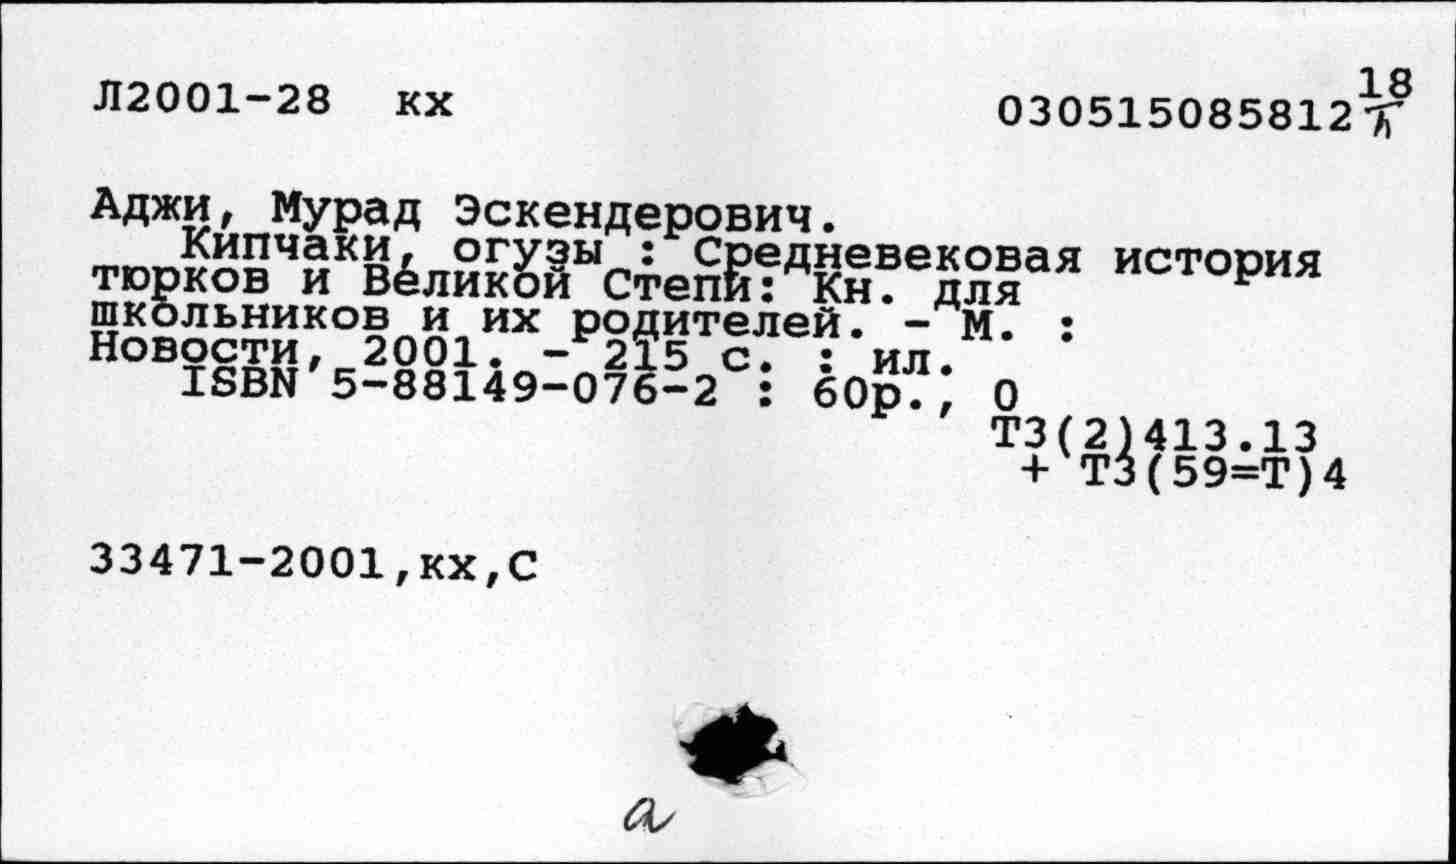 Л2001-28 кх 030515085812 18/Л
Аджи, Мурад Эскендерович.
Кипчаки, огузы : Средневековая история
тюрков и Великой Степи: Кн. для
школьников и их родителей. - М. :
Новости, 2001. - 215 с. : ил.
ISBN 5-88149-076-2 : 60р., 0
Т3(2)413.13
+ Т3(59=Т)4
33471-2001,кх,С
а